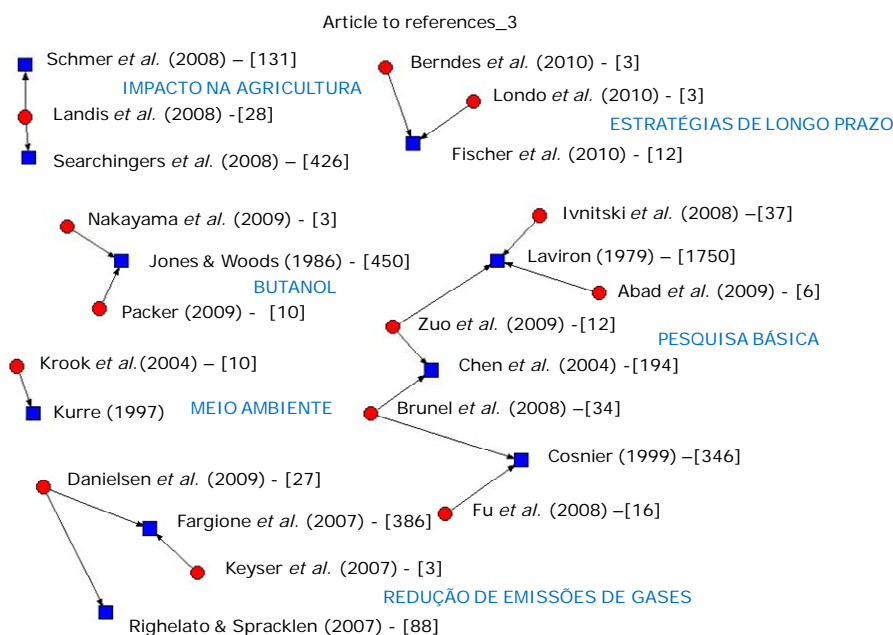 Article to references_3
Schmer et al. (2008) – [131]
IMPACTO NA AGRICULTURA
Landis et al. (2008) -[28]
Searchingers et al. (2008) – [426]
Berndes et al. (2010) - [3]
Londo et al. (2010) - [3]
ESTRATÉGIAS DE LONGO PRAZO
Fischer et al. (2010) - [12]
Nakayama et al. (2009) - [3]
Jones & Woods (1986) - [450]
BUTANOL
Packer (2009) - [10]
Ivnitski et al. (2008) –[37]
Laviron (1979) – [1750]
Abad et al. (2009) - [6]
Zuo et al. (2009) -[12]
PESQUISA BÁSICA
Chen et al. (2004) -[194]
Brunel et al. (2008) –[34]
Cosnier (1999) –[346]
Fu et al. (2008) –[16]
Krook et al.(2004) – [10]
Kurre (1997)
MEIO AMBIENTE
Danielsen et al. (2009) - [27]
Fargione et al. (2007) - [386]
Keyser et al. (2007) - [3]
REDUÇÃO DE EMISSÕES DE GASES
Righelato & Spracklen (2007) - [88]